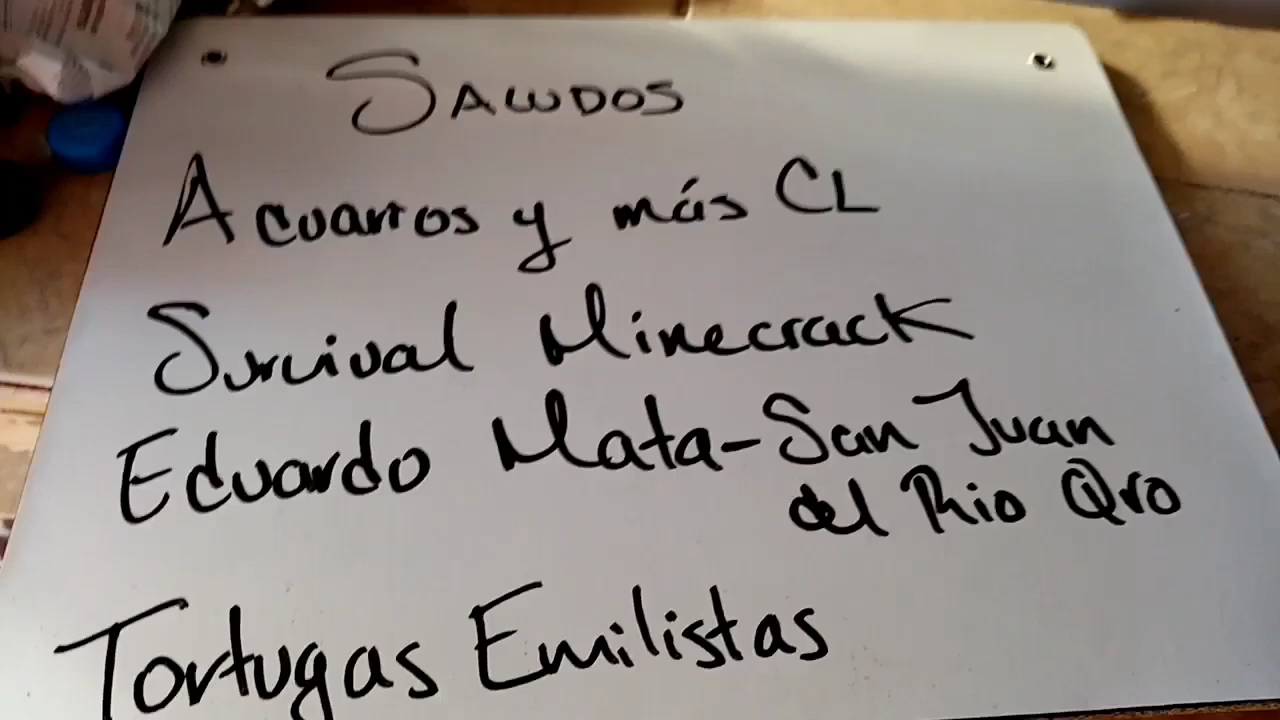 SALUDOS
Acuarios y más CL
Survival Minecrack
Eduardo Mata-San Juan
del Rio Qro
Tortugas Emilistas